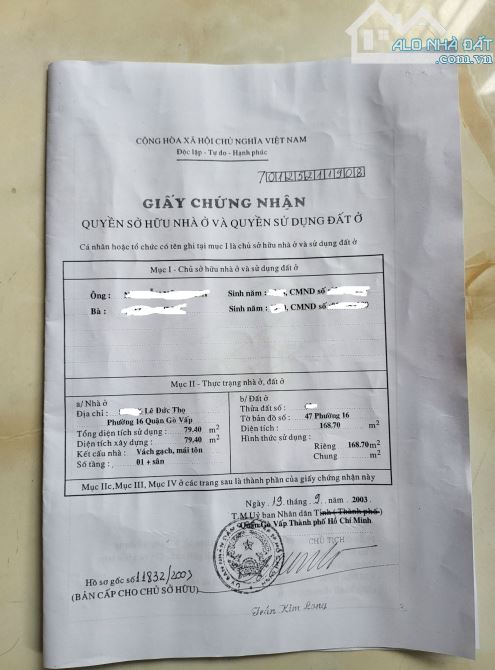 ALO NHÀ ĐẤT
.com.vn
CỘNG HÒA XÃ HỘI CHỦ NGHĨA VIỆT NAM
Độc lập - Tự do - Hạnh phúc
GIẤY CHỨNG NHẬN
QUYỀN SỞ HỮU NHÀ Ở VÀ QUYỀN SỬ DỤNG ĐẤT Ở
Cá nhân hoặc tổ chức có tên ghi tại mục I là chủ sở hữu nhà ở và sử dụng đất ở
Mục I - Chủ sở hữu nhà ở và sử dụng đất ở
Ông : Sinh năm : , CMND số
Bà : Sinh năm : , CMND số
Mục II - Thực trạng nhà ở, đất ở
a/ Nhà ở
Địa chỉ : Lê Đức Thọ
Phường 16 Quận Gò Vấp
Tổng diện tích sử dụng : 79.40 m2
Diện tích xây dựng : 79.40 m2
Kết cấu nhà : Vách gạch, mái tôn
Số tầng : 01 + sân
b/ Đất ở
Thửa đất số :
Tờ bản đồ số : 47 Phường 16
Diện tích : 168.70 m2
Hình thức sử dụng :
Riêng 168.70 m2
Chung m2
Mục IIc, Mục III, Mục IV ở các trang sau là thành phần của giấy chứng nhận này
Ngày . 19 . tháng . 9 . năm . 2003 .
T.M Uỷ ban Nhân dân Tỉnh ( Thành phố )
Quận Gò Vấp Thành phố Hồ Chí Minh
CHỦ TỊCH
Hồ sơ gốc số 11832/2003
(BẢN CẤP CHO CHỦ SỞ HỮU)
Trần Kim Long